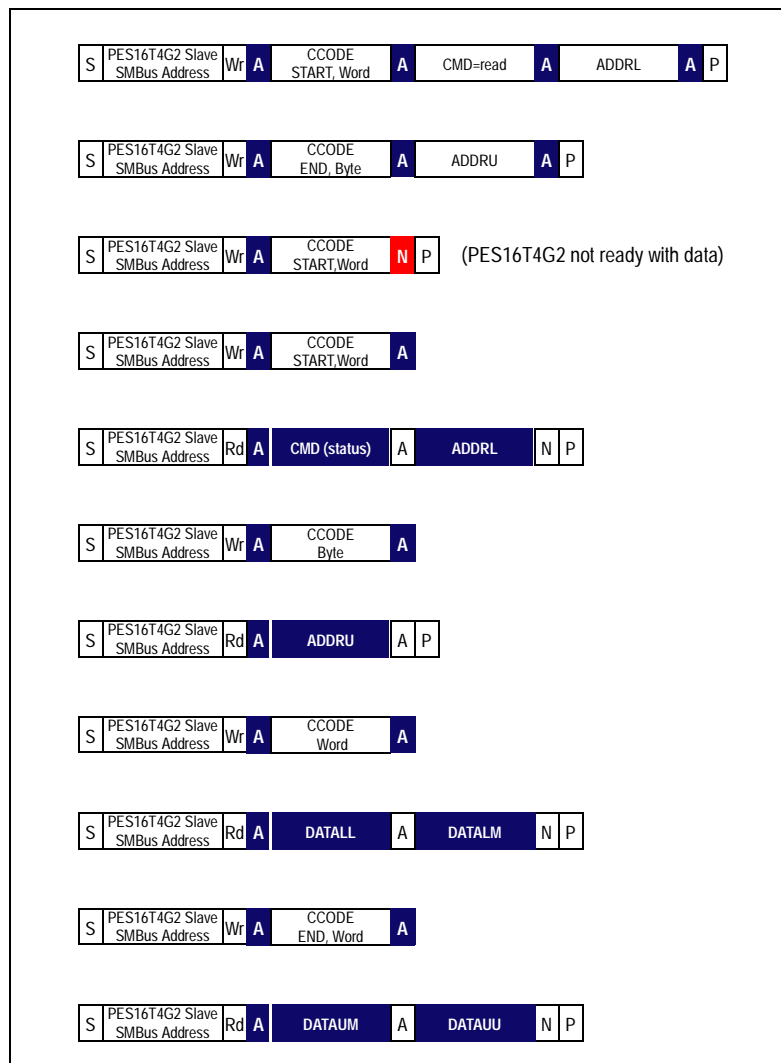 S PES16T4G2 Slave SMBus Address Wr A CCODE START, Word A CMD=read A ADDRL A P
S PES16T4G2 Slave SMBus Address Wr A CCODE END, Byte A ADDRU A P
S PES16T4G2 Slave SMBus Address Wr A CCODE START,Word N P (PES16T4G2 not ready with data)
S PES16T4G2 Slave SMBus Address Wr A CCODE START,Word A
S PES16T4G2 Slave SMBus Address Rd A CMD (status) A ADDRL N P
S PES16T4G2 Slave SMBus Address Wr A CCODE Byte A
S PES16T4G2 Slave SMBus Address Rd A ADDRU A P
S PES16T4G2 Slave SMBus Address Wr A CCODE Word A
S PES16T4G2 Slave SMBus Address Rd A DATALL A DATALM N P
S PES16T4G2 Slave SMBus Address Wr A CCODE END, Word A
S PES16T4G2 Slave SMBus Address Rd A DATAUM A DATAUU N P